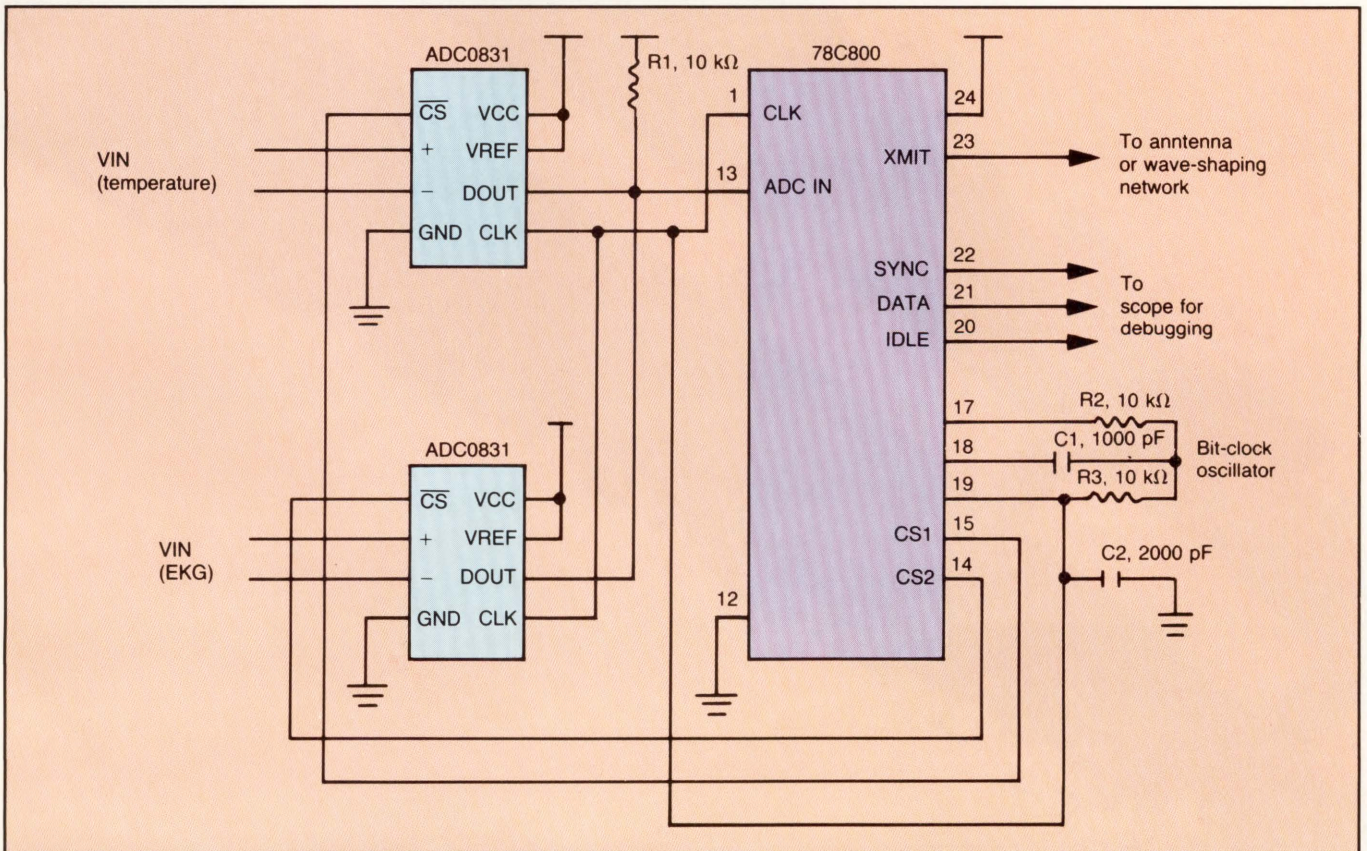 ADC0831
CS VCC
+ VREF
− DOUT
GND CLK
VIN
(temperature)
R1, 10 kΩ
78C800
1 CLK
13 ADC IN
12
24
23 XMIT
To anntenna
or wave-shaping
network
22 SYNC
21 DATA
20 IDLE
To
scope for
debugging
17
18
19
R2, 10 kΩ
C1, 1000 pF
R3, 10 kΩ
Bit-clock
oscillator
15 CS1
14 CS2
C2, 2000 pF
ADC0831
CS VCC
+ VREF
− DOUT
GND CLK
VIN
(EKG)